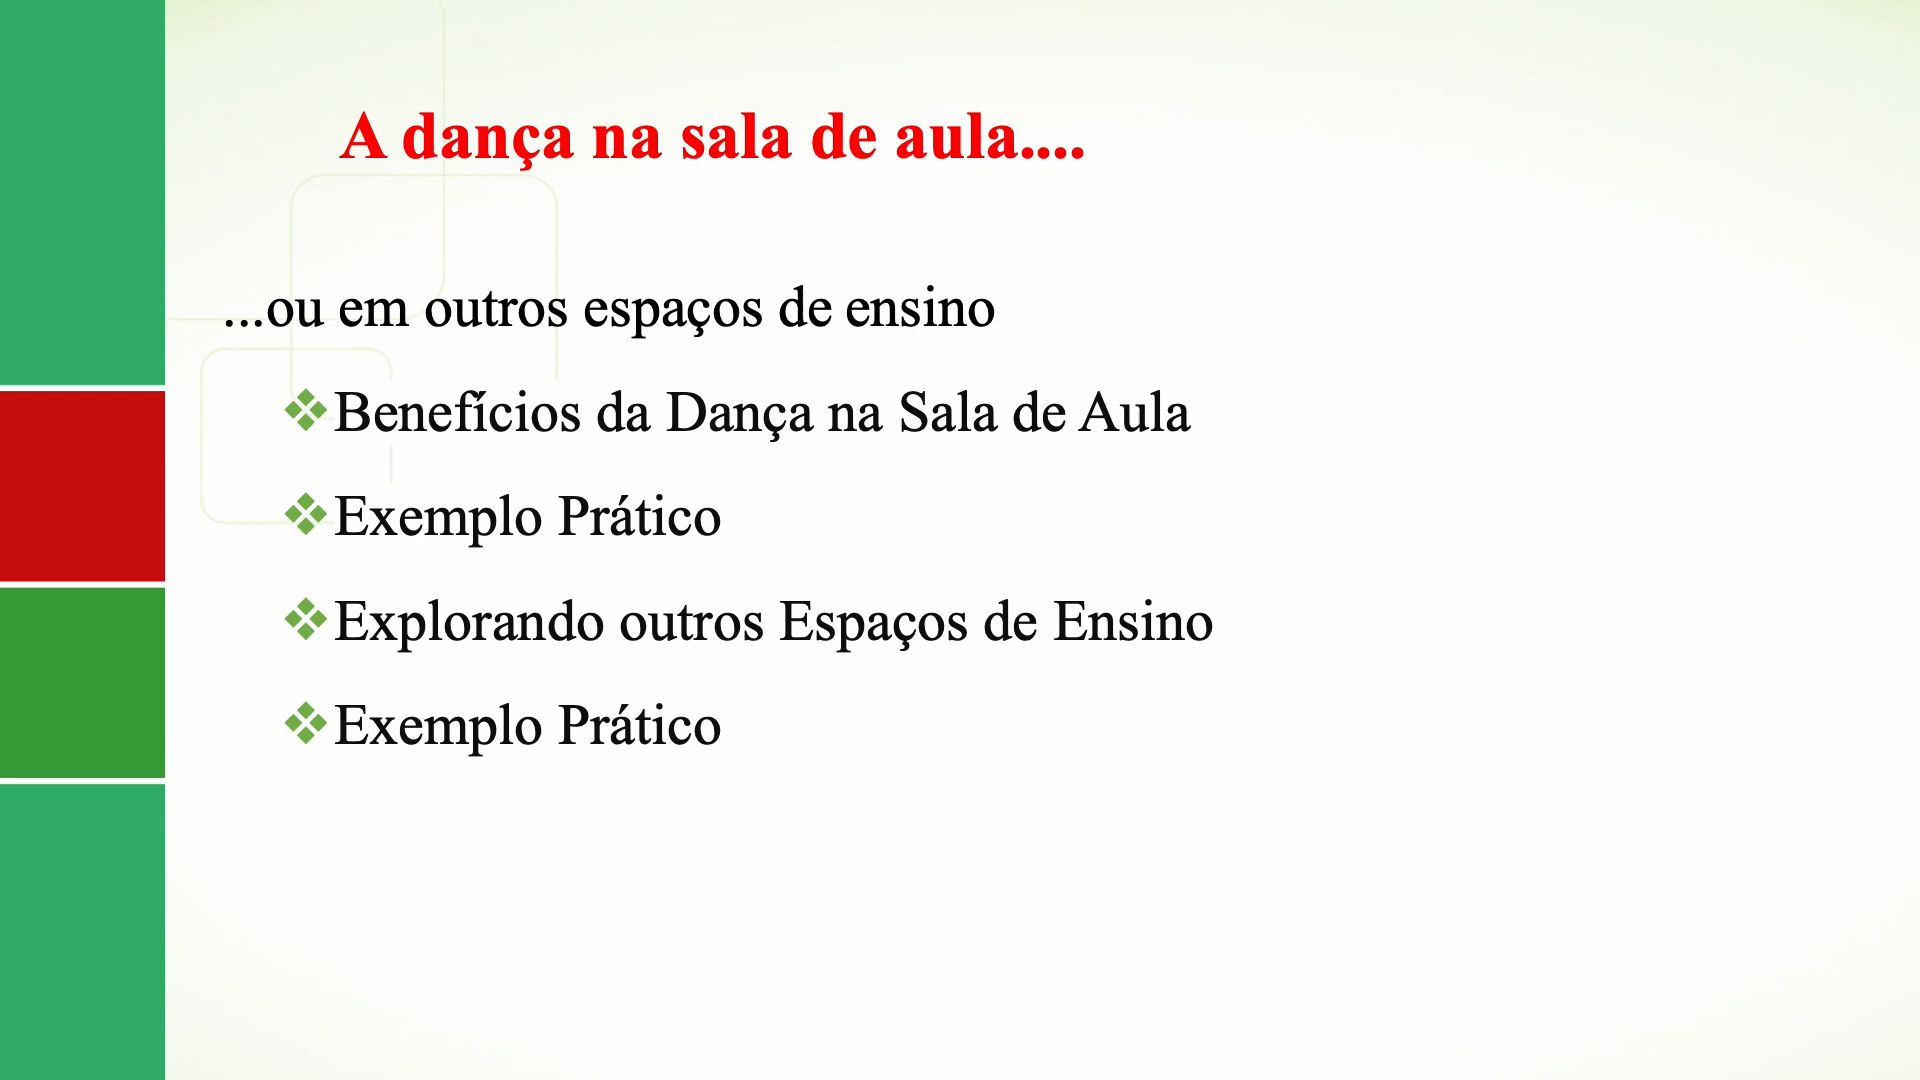 A dança na sala de aula....
...ou em outros espaços de ensino
❖Benefícios da Dança na Sala de Aula
❖Exemplo Prático
❖Explorando outros Espaços de Ensino
❖Exemplo Prático